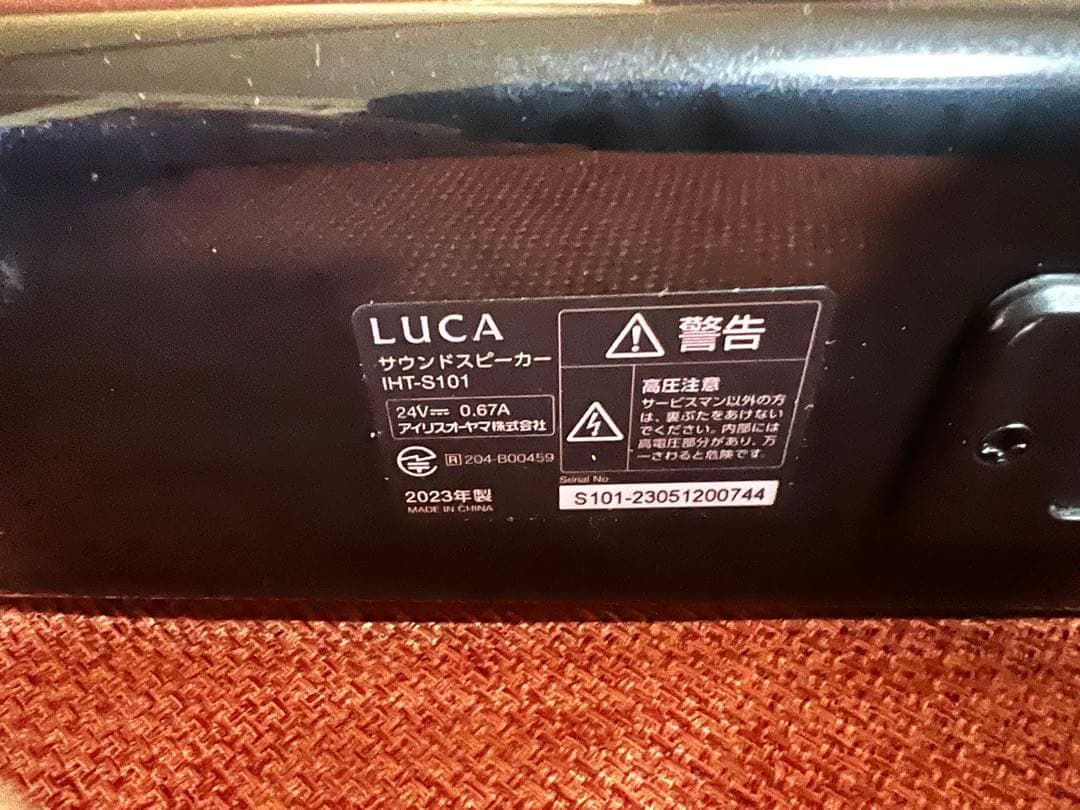 LUCA
サウンドスピーカー
IHT-S101
24V⎓ 0.67A
アイリスオーヤマ株式会社
R 204-B00459
2023年製
MADE IN CHINA
警告
高圧注意
サービスマン以外の方
は、裏ぶたをあけない
でください。内部には
高電圧部分があり、万
一さわると危険です。
Serial No
S101-23051200744